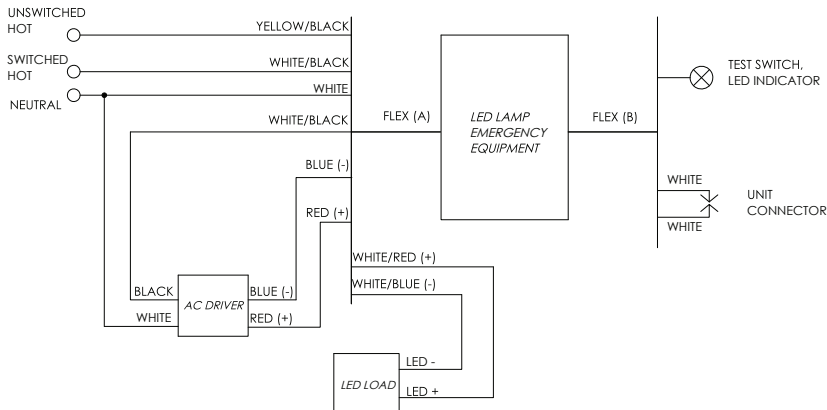 UNSWITCHED
HOT
YELLOW/BLACK
SWITCHED
HOT
WHITE/BLACK
NEUTRAL
WHITE
WHITE/BLACK
FLEX (A)
LED LAMP
EMERGENCY
EQUIPMENT
FLEX (B)
TEST SWITCH,
LED INDICATOR
BLUE (-)
RED (+)
WHITE
UNIT
CONNECTOR
WHITE
WHITE/RED (+)
WHITE/BLUE (-)
BLACK
AC DRIVER
BLUE (-)
WHITE
RED (+)
LED LOAD
LED -
LED +